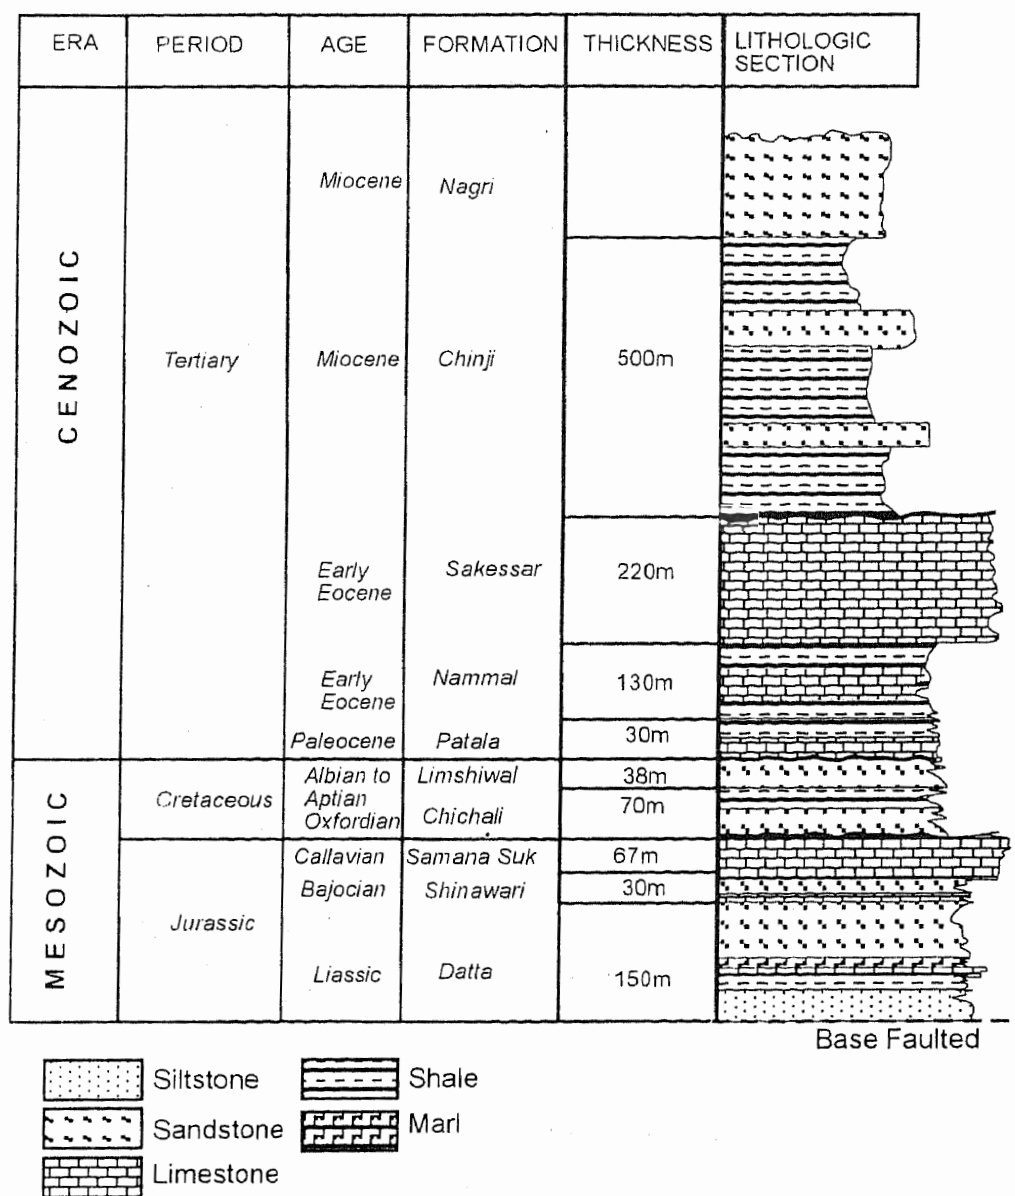 ERA PERIOD AGE FORMATION THICKNESS LITHOLOGIC
SECTION
CENOZOIC
Tertiary
Miocene Nagri
Miocene Chinji 500m
Early
Eocene
Sakessar 220m
Early
Eocene
Nammal 130m
Paleocene Patala 30m
MESOZOIC
Cretaceous
Albian to
Aptian
Limshiwal 38m
Oxfordian Chichali 70m
Jurassic
Callavian Samana Suk 67m
Bajocian Shinawari 30m
Liassic Datta 150m
Base Faulted
Siltstone
Shale
Sandstone
Marl
Limestone